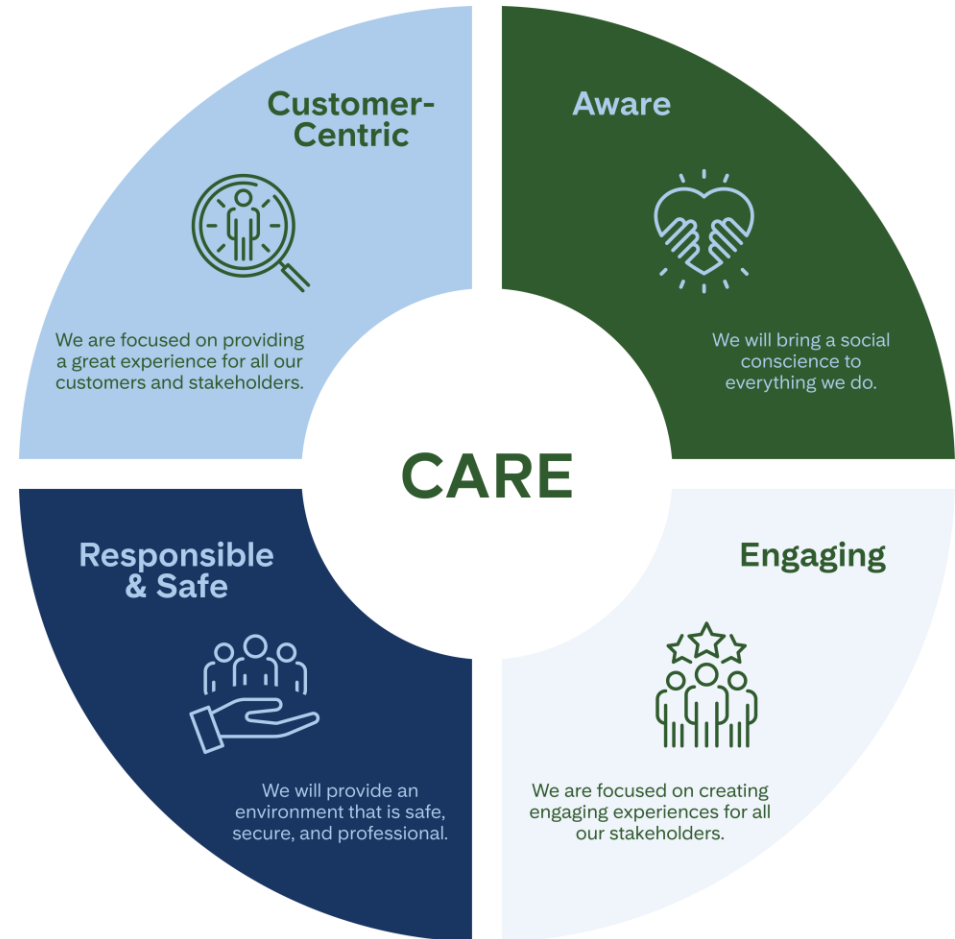 Customer-
Centric
We are focused on providing
a great experience for all our
customers and stakeholders.
Aware
We will bring a social
conscience to
everything we do.
CARE
Responsible
& Safe
We will provide an
environment that is safe,
secure, and professional.
Engaging
We are focused on creating
engaging experiences for all
our stakeholders.